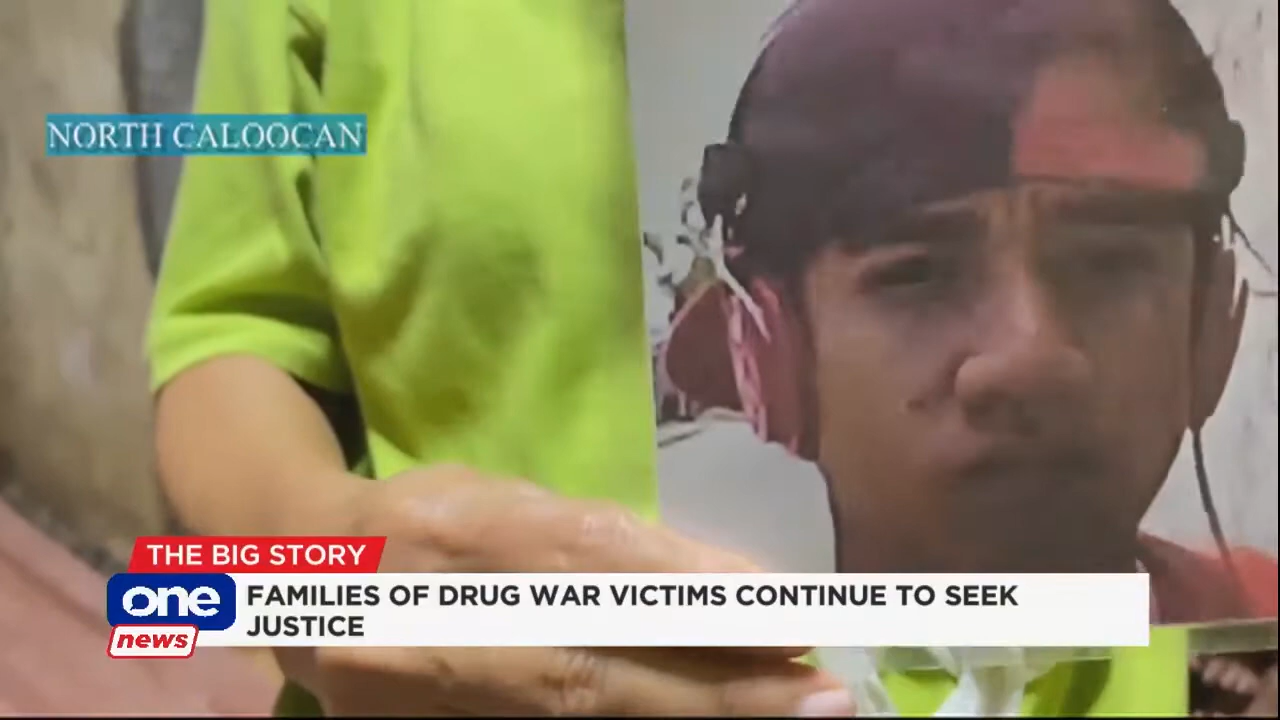 NORTH CALOOCAN
THE BIG STORY
one
news
FAMILIES OF DRUG WAR VICTIMS CONTINUE TO SEEK
JUSTICE